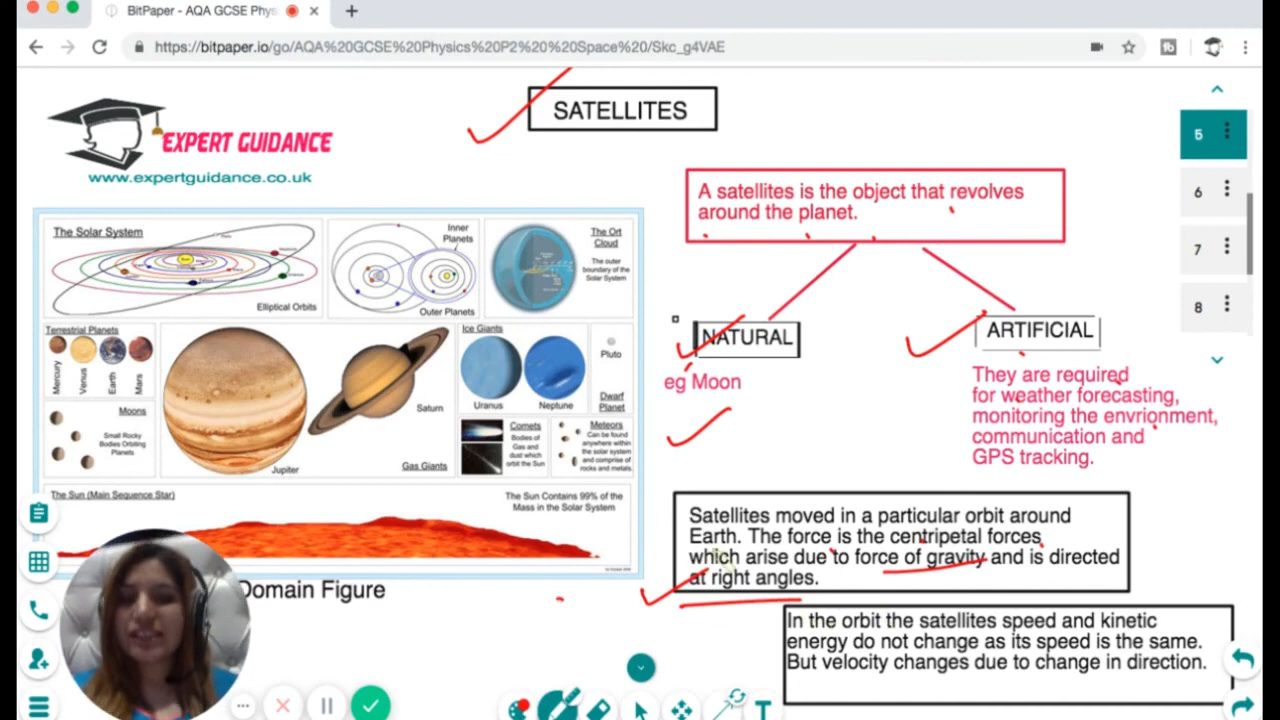 BitPaper - AQA GCSE Phys
https://bitpaper.io/go/AQA%20GCSE%20Physics%20P2%20%20Space%20/Skc_g4VAE
SATELLITES
EXPERT GUIDANCE
www.expertguidance.co.uk
5
6
7
8
A satellites is the object that revolves
around the planet.
The Solar System
Elliptical Orbits
Inner
Planets
Outer Planets
The Ort
Cloud
The outer
boundary of the
Solar System
Terrestrial Planets
Mercury
Venus
Earth
Mars
Moons
Small Rocky
Bodies Orbiting
Planets
Jupiter
Saturn
Gas Giants
Ice Giants
Uranus
Neptune
Pluto
Dwarf
Planet
Comets
Bodies of
Gas and
dust which
orbit the Sun
Meteors
Can be found
anywhere within
the solar system
and comprise of
rocks and metals.
The Sun (Main Sequence Star)
The Sun Contains 99% of the
Mass in the Solar System
Domain Figure
NATURAL
eg Moon
ARTIFICIAL
They are required
for weather forecasting,
monitoring the envrionment,
communication and
GPS tracking.
Satellites moved in a particular orbit around
Earth. The force is the centripetal forces
which arise due to force of gravity and is directed
at right angles.
In the orbit the satellites speed and kinetic
energy do not change as its speed is the same.
But velocity changes due to change in direction.
T